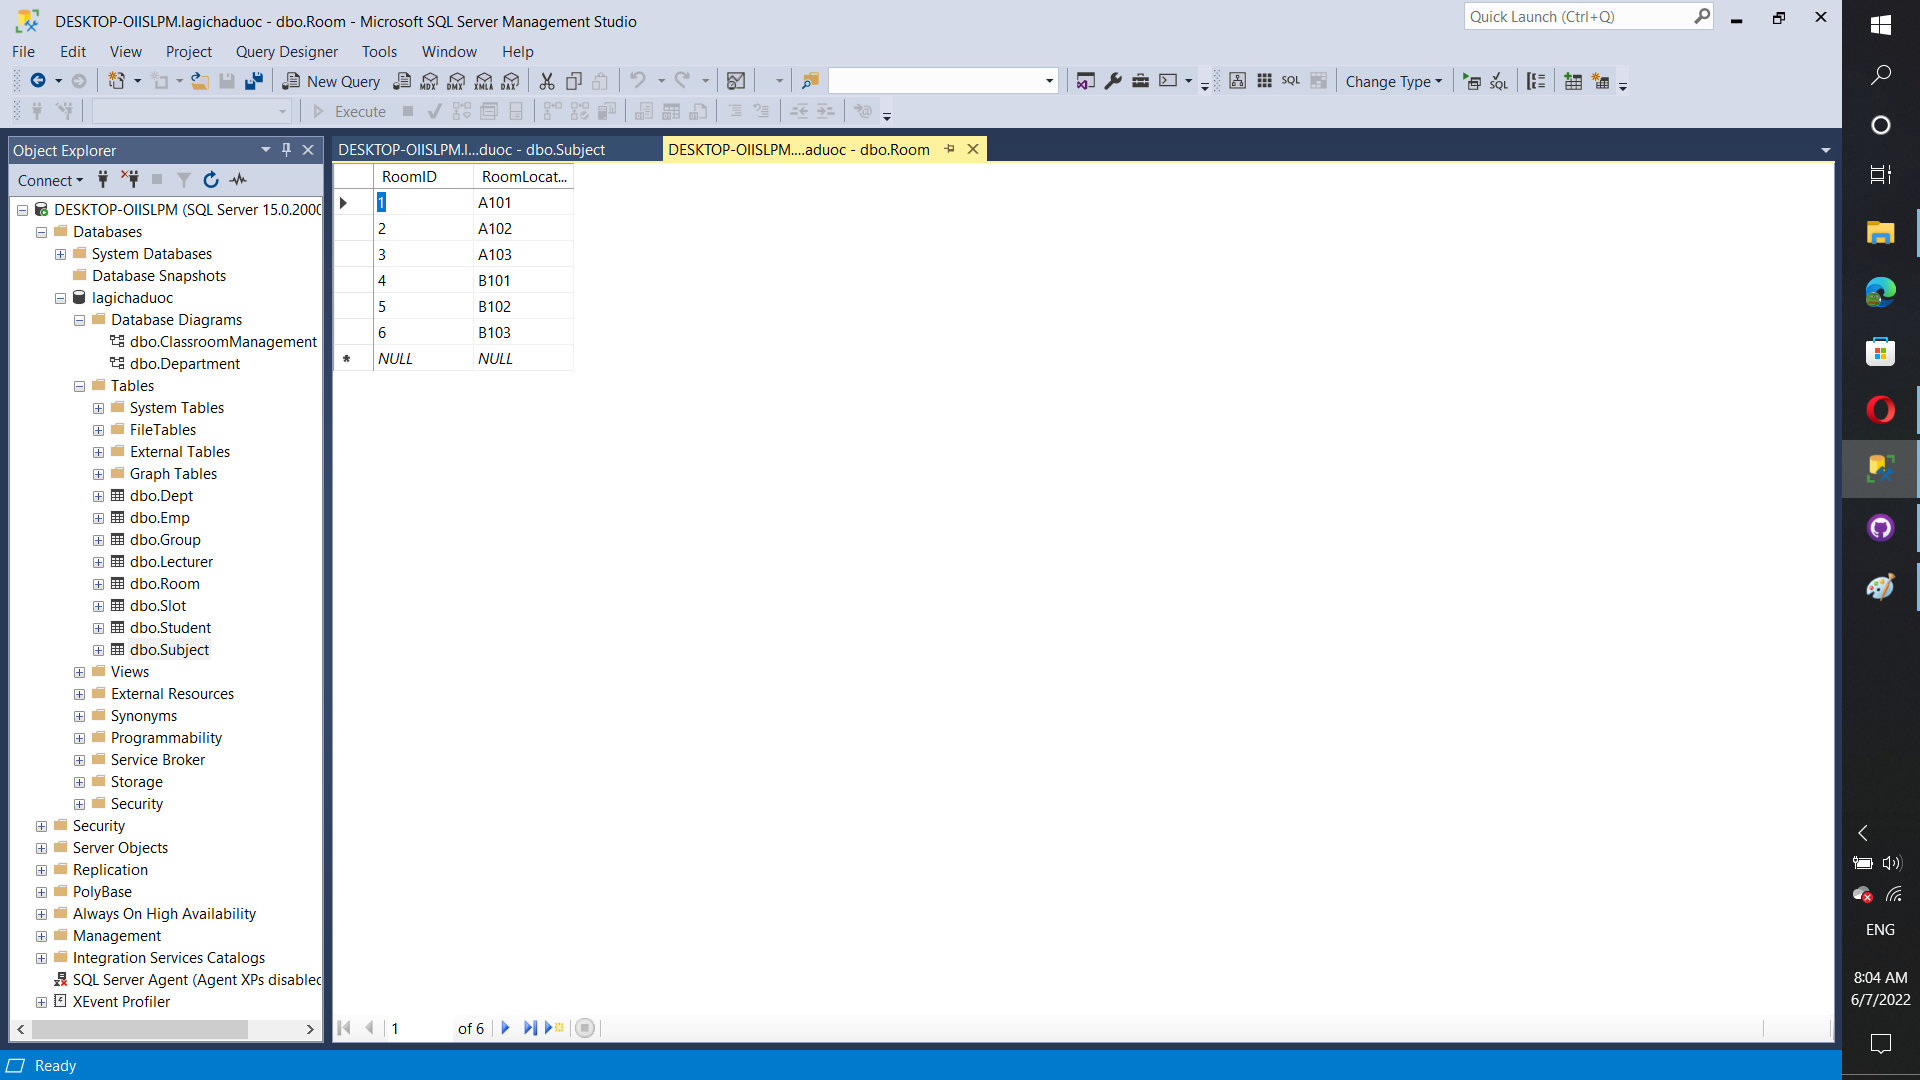 DESKTOP-OIISLPM.lagichaduoc - dbo.Room - Microsoft SQL Server Management Studio
Quick Launch (Ctrl+Q)
File Edit View Project Query Designer Tools Window Help
New Query MDX DMX XMLA DAX SQL Change Type SQL
Execute
Object Explorer
DESKTOP-OIISLPM.l...duoc - dbo.Subject
DESKTOP-OIISLPM....aduoc - dbo.Room
Connect
DESKTOP-OIISLPM (SQL Server 15.0.2000
Databases
System Databases
Database Snapshots
lagichaduoc
Database Diagrams
dbo.ClassroomManagement
dbo.Department
Tables
System Tables
FileTables
External Tables
Graph Tables
dbo.Dept
dbo.Emp
dbo.Group
dbo.Lecturer
dbo.Room
dbo.Slot
dbo.Student
dbo.Subject
Views
External Resources
Synonyms
Programmability
Service Broker
Storage
Security
Security
Server Objects
Replication
PolyBase
Always On High Availability
Management
Integration Services Catalogs
SQL Server Agent (Agent XPs disabled
XEvent Profiler
RoomID RoomLocat...
1 A101
2 A102
3 A103
4 B101
5 B102
6 B103
* NULL NULL
1 of 6
Ready
ENG
8:04 AM
6/7/2022